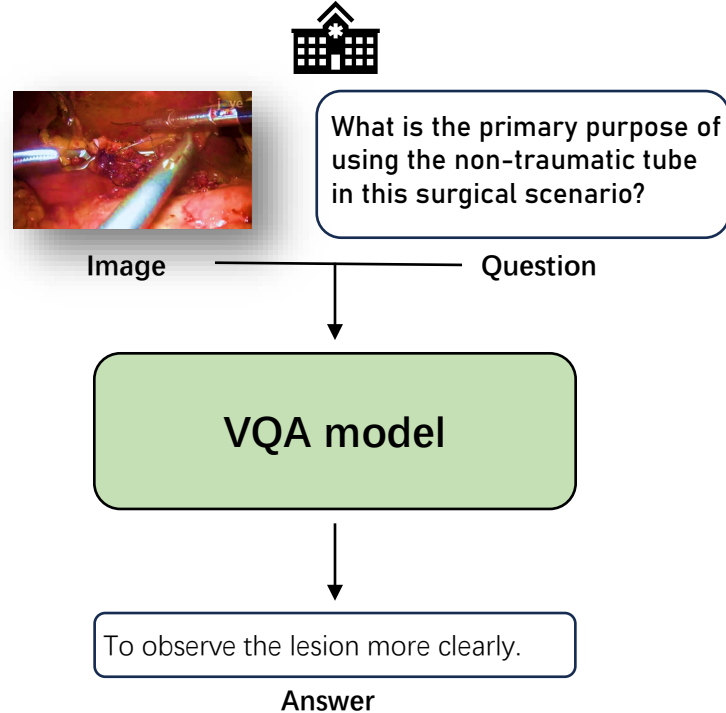 What is the primary purpose of
using the non-traumatic tube
in this surgical scenario?
Image
Question
VQA model
To observe the lesion more clearly.
Answer